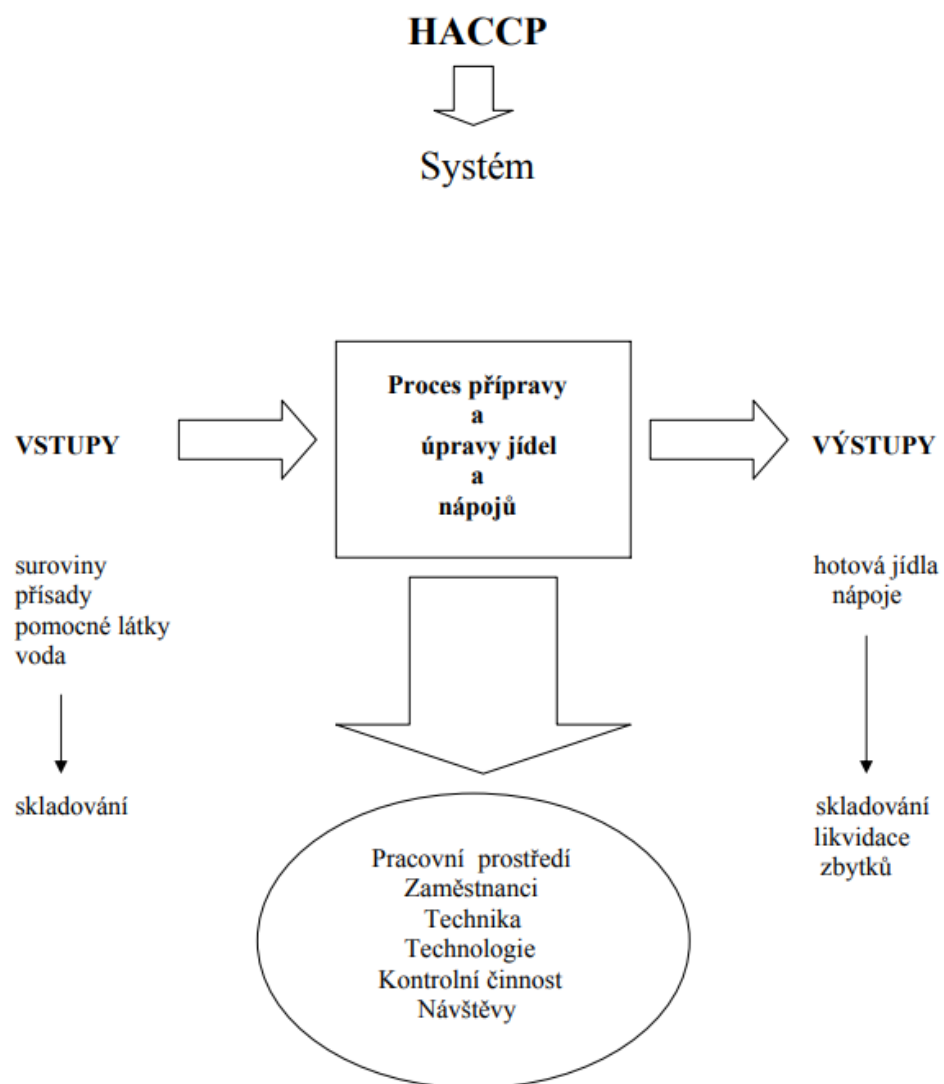 HACCP
Systém
Proces přípravy
a
úpravy jídel
a
nápojů
VSTUPY
VÝSTUPY
suroviny
přísady
pomocné látky
voda
hotová jídla
nápoje
skladování
skladování
likvidace
zbytků
Pracovní prostředí
Zaměstnanci
Technika
Technologie
Kontrolní činnost
Návštěvy